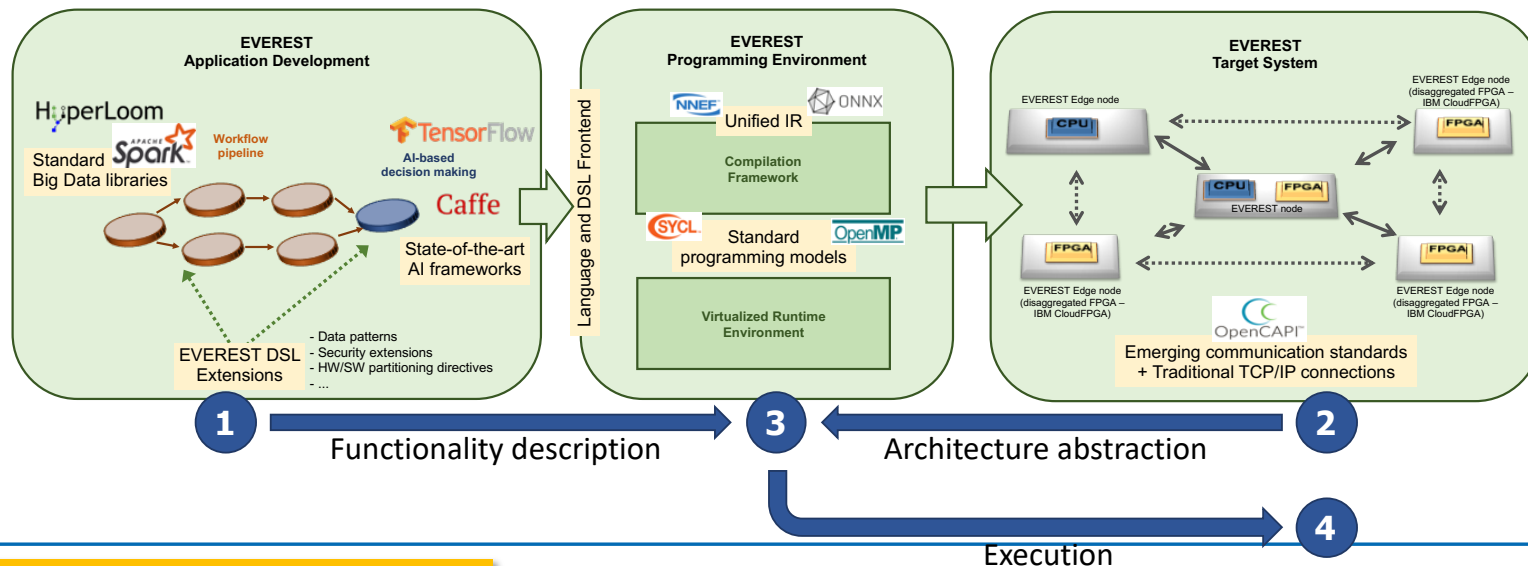 EVEREST
Application Development
HyperLoom
APACHE
Spark
Standard
Big Data libraries
Workflow
pipeline
TensorFlow
AI-based
decision making
Caffe
State-of-the-art
AI frameworks
EVEREST DSL
Extensions
- Data patterns
- Security extensions
- HW/SW partitioning directives
- ...
EVEREST
Programming Environment
Language and DSL Frontend
NNEF
ONNX
Unified IR
Compilation
Framework
SYCL
OpenMP
Standard
programming models
Virtualized Runtime
Environment
EVEREST
Target System
EVEREST Edge node
CPU
EVEREST Edge node
(disaggregated FPGA –
IBM CloudFPGA)
FPGA
CPU
FPGA
EVEREST node
FPGA
EVEREST Edge node
(disaggregated FPGA –
IBM CloudFPGA)
FPGA
EVEREST Edge node
(disaggregated FPGA –
IBM CloudFPGA)
OpenCAPI™
Emerging communication standards
+ Traditional TCP/IP connections
1
Functionality description
3
Architecture abstraction
2
4
Execution